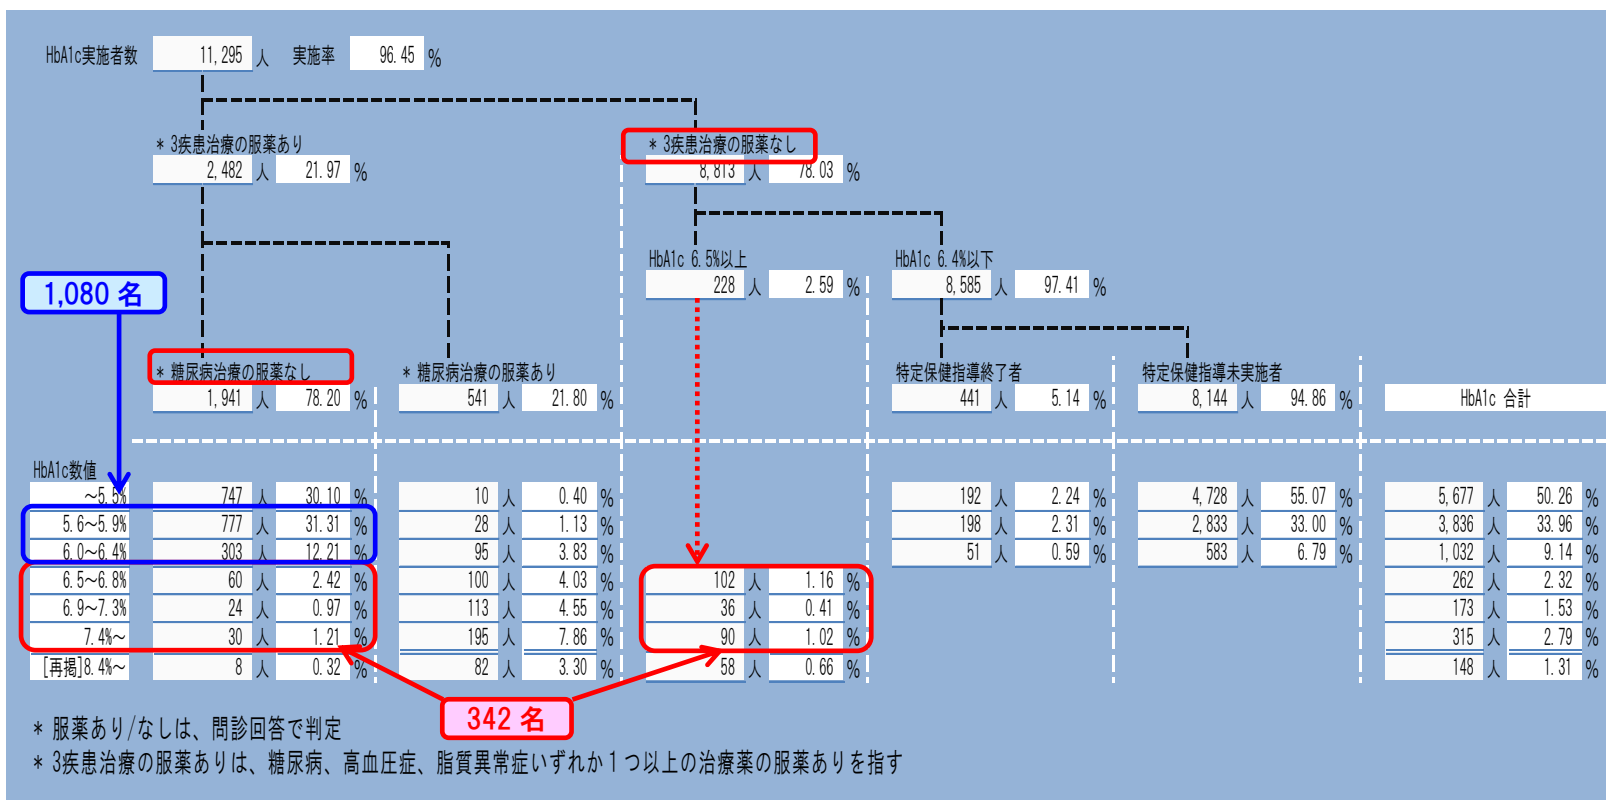 HbA1c実施者数 11,295 人 実施率 96.45 %
* 3疾患治療の服薬あり * 3疾患治療の服薬なし
2,482 人 21.97 % 8,813 人 78.03 %
HbA1c 6.5%以上 HbA1c 6.4%以下
228 人 2.59 % 8,585 人 97.41 %
1,080 名
* 糖尿病治療の服薬なし * 糖尿病治療の服薬あり 特定保健指導終了者 特定保健指導未実施者
1,941 人 78.20 % 541 人 21.80 % 441 人 5.14 % 8,144 人 94.86 % HbA1c 合計
HbA1c数値
～5.5% 747 人 30.10 % 10 人 0.40 % 192 人 2.24 % 4,728 人 55.07 % 5,677 人 50.26 %
5.6～5.9% 777 人 31.31 % 28 人 1.13 % 198 人 2.31 % 2,833 人 33.00 % 3,836 人 33.96 %
6.0～6.4% 303 人 12.21 % 95 人 3.83 % 51 人 0.59 % 583 人 6.79 % 1,032 人 9.14 %
6.5～6.8% 60 人 2.42 % 100 人 4.03 % 102 人 1.16 % 262 人 2.32 %
6.9～7.3% 24 人 0.97 % 113 人 4.55 % 36 人 0.41 % 173 人 1.53 %
7.4%～ 30 人 1.21 % 195 人 7.86 % 90 人 1.02 % 315 人 2.79 %
[再掲]8.4%～ 8 人 0.32 % 82 人 3.30 % 58 人 0.66 % 148 人 1.31 %
342 名
* 服薬あり/なしは、問診回答で判定
* 3疾患治療の服薬ありは、糖尿病、高血圧症、脂質異常症いずれか１つ以上の治療薬の服薬ありを指す